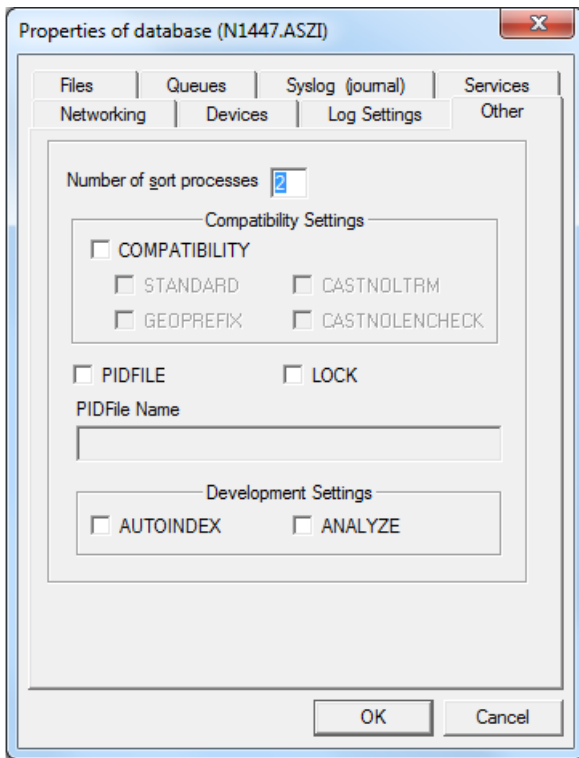 Properties of database (N1447.ASZI)
Files Queues Syslog (journal) Services
Networking Devices Log Settings Other
Number of sort processes 2
Compatibility Settings
COMPATIBILITY
STANDARD CASTNOLTRM
GEOPREFIX CASTNOLENCHECK
PIDFILE LOCK
PIDFile Name
Development Settings
AUTOINDEX ANALYZE
OK Cancel